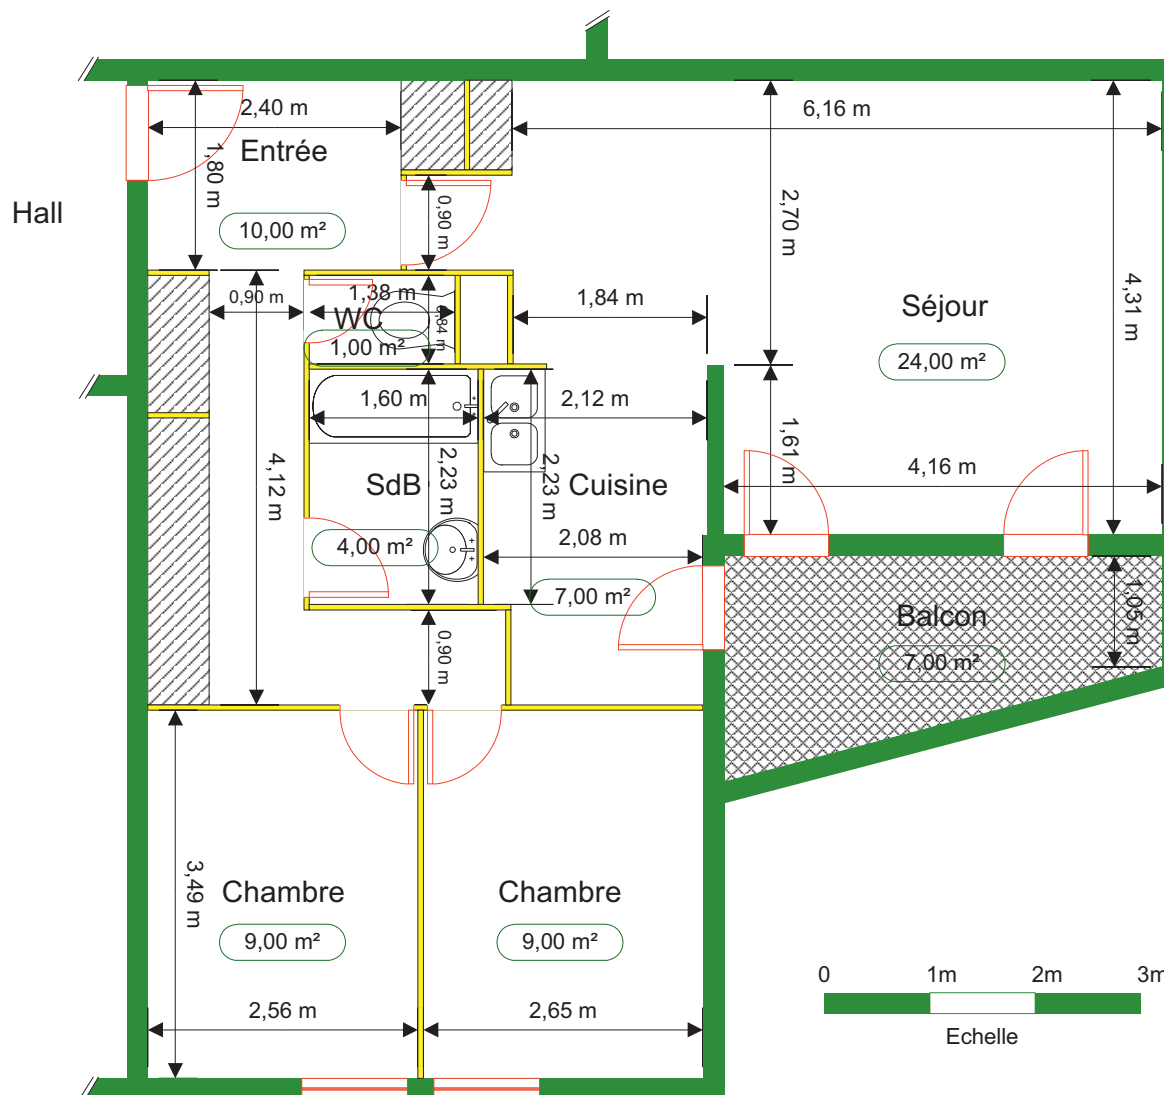 2,40 m
6,16 m
Entrée
1,80 m
Hall
10,00 m²
0,90 m
2,70 m
4,31 m
0,90 m
1,38 m
1,84 m
Séjour
WC
0,84 m
1,00 m²
24,00 m²
1,60 m
2,12 m
1,61 m
4,12 m
SdB
2,23 m
2,23 m
Cuisine
4,16 m
4,00 m²
2,08 m
7,00 m²
Balcon
1,05 m
7,00 m²
0,90 m
3,49 m
Chambre
Chambre
9,00 m²
9,00 m²
0 1m 2m 3m
2,56 m
2,65 m
Echelle